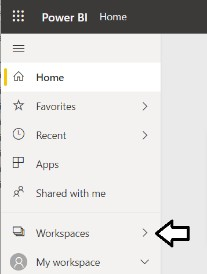 Power BI Home
Home
Favorites
Recent
Apps
Shared with me
Workspaces
My workspace